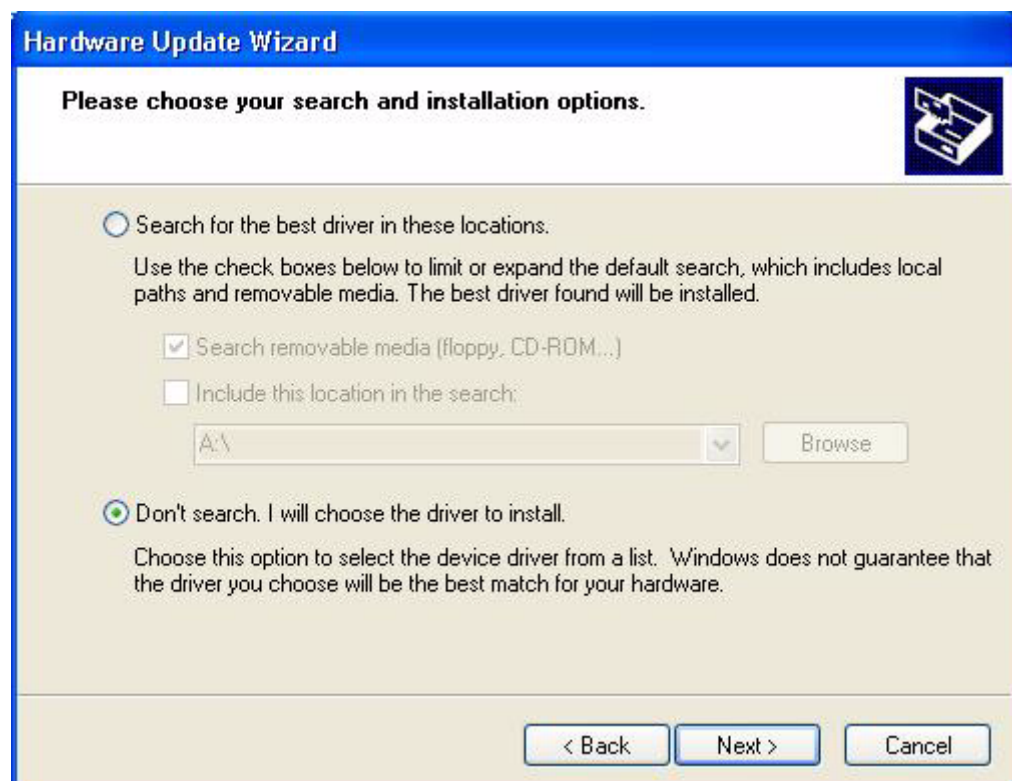 Hardware Update Wizard
Please choose your search and installation options.
Search for the best driver in these locations.
Use the check boxes below to limit or expand the default search, which includes local
paths and removable media. The best driver found will be installed.
Search removable media (floppy, CD-ROM...)
Include this location in the search:
A:\
Browse
Don't search. I will choose the driver to install.
Choose this option to select the device driver from a list.  Windows does not guarantee that
the driver you choose will be the best match for your hardware.
< Back
Next >
Cancel